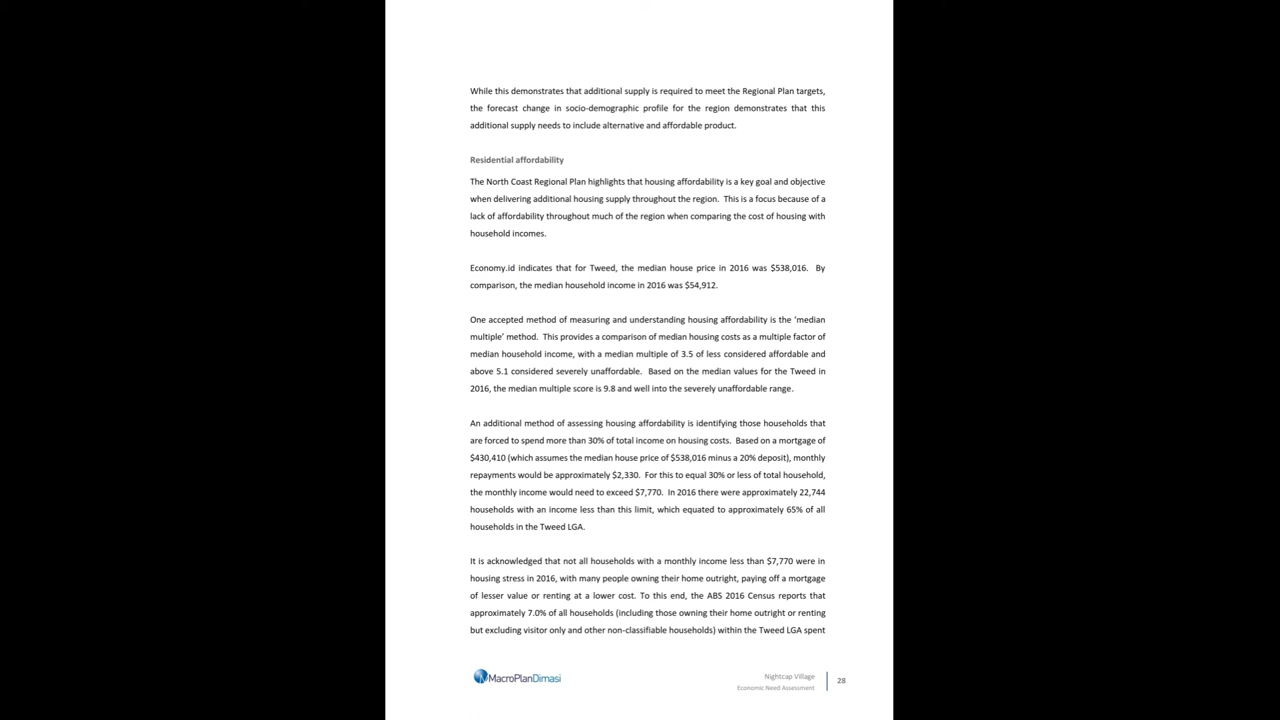 While this demonstrates that additional supply is required to meet the Regional Plan targets,
the forecast change in socio-demographic profile for the region demonstrates that this
additional supply needs to include alternative and affordable product.
Residential affordability
The North Coast Regional Plan highlights that housing affordability is a key goal and objective
when delivering additional housing supply throughout the region. This is a focus because of a
lack of affordability throughout much of the region when comparing the cost of housing with
household incomes.
Economy.id indicates that for Tweed, the median house price in 2016 was $538,016. By
comparison, the median household income in 2016 was $54,912.
One accepted method of measuring and understanding housing affordability is the ‘median
multiple’ method. This provides a comparison of median housing costs as a multiple factor of
median household income, with a median multiple of 3.5 of less considered affordable and
above 5.1 considered severely unaffordable. Based on the median values for the Tweed in
2016, the median multiple score is 9.8 and well into the severely unaffordable range.
An additional method of assessing housing affordability is identifying those households that
are forced to spend more than 30% of total income on housing costs. Based on a mortgage of
$430,410 (which assumes the median house price of $538,016 minus a 20% deposit), monthly
repayments would be approximately $2,330. For this to equal 30% or less of total household,
the monthly income would need to exceed $7,770. In 2016 there were approximately 22,744
households with an income less than this limit, which equated to approximately 65% of all
households in the Tweed LGA.
It is acknowledged that not all households with a monthly income less than $7,770 were in
housing stress in 2016, with many people owning their home outright, paying off a mortgage
of lesser value or renting at a lower cost. To this end, the ABS 2016 Census reports that
approximately 7.0% of all households (including those owning their home outright or renting
but excluding visitor only and other non-classifiable households) within the Tweed LGA spent
MacroPlanDimasi
Nightcap Village
Economic Need Assessment
28